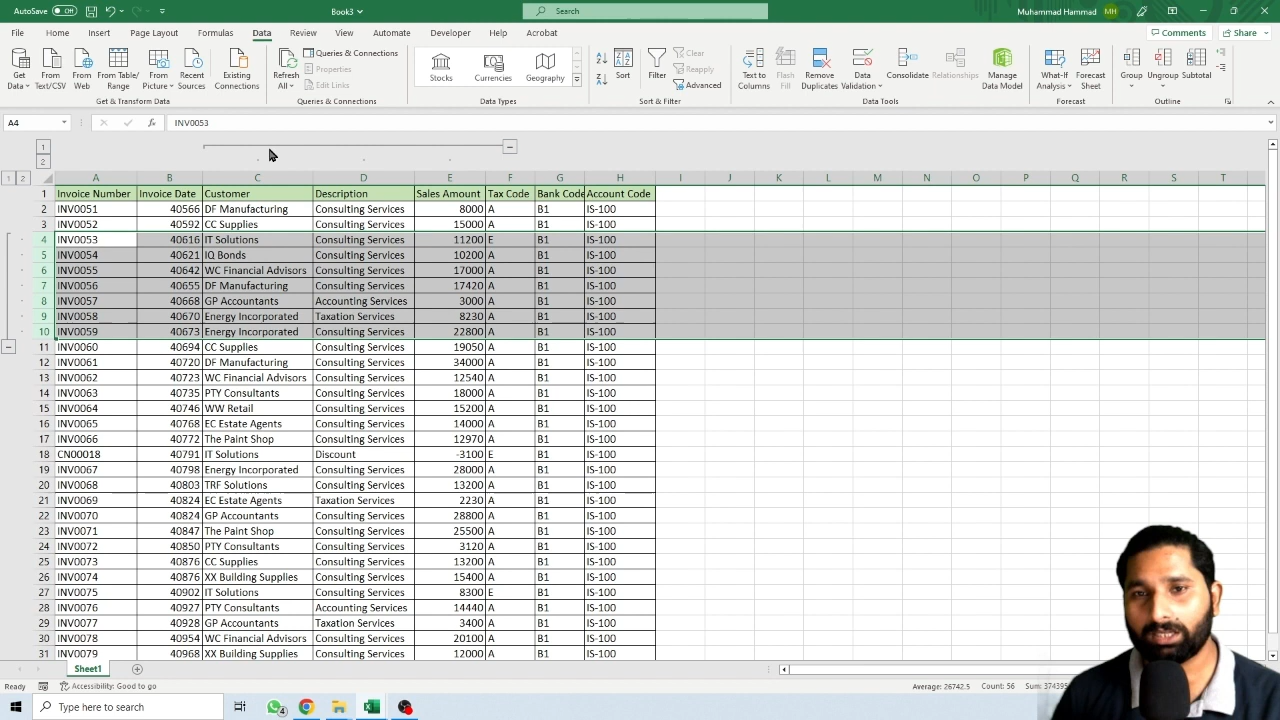 AutoSave Off Book3 Search Muhammad Hammad MH
File Home Insert Page Layout Formulas Data Review View Automate Developer Help Acrobat Comments Share
Get Data From Text/CSV From Web From Table/Range From Picture Recent Sources Existing Connections Refresh All Queries & Connections Properties Edit Links Stocks Currencies Geography Sort Filter Clear Reapply Advanced Text to Columns Flash Fill Remove Duplicates Data Validation Consolidate Relationships Manage Data Model What-If Analysis Forecast Sheet Group Ungroup Subtotal
Get & Transform Data Queries & Connections Data Types Sort & Filter Data Tools Forecast Outline
A4 fx INV0053
1
2
1 2 A B C D E F G H I J K L M N O P Q R S T
1 Invoice Number Invoice Date Customer Description Sales Amount Tax Code Bank Code Account Code
2 INV0051 40566 DF Manufacturing Consulting Services 8000 A B1 IS-100
3 INV0052 40592 CC Supplies Consulting Services 15000 A B1 IS-100
4 INV0053 40616 IT Solutions Consulting Services 11200 E B1 IS-100
5 INV0054 40621 IQ Bonds Consulting Services 10200 A B1 IS-100
6 INV0055 40642 WC Financial Advisors Consulting Services 17000 A B1 IS-100
7 INV0056 40655 DF Manufacturing Consulting Services 17420 A B1 IS-100
8 INV0057 40668 GP Accountants Accounting Services 3000 A B1 IS-100
9 INV0058 40670 Energy Incorporated Taxation Services 8230 A B1 IS-100
10 INV0059 40673 Energy Incorporated Consulting Services 22800 A B1 IS-100
11 INV0060 40694 CC Supplies Consulting Services 19050 A B1 IS-100
12 INV0061 40720 DF Manufacturing Consulting Services 34000 A B1 IS-100
13 INV0062 40723 WC Financial Advisors Consulting Services 12540 A B1 IS-100
14 INV0063 40735 PTY Consultants Consulting Services 18000 A B1 IS-100
15 INV0064 40746 WW Retail Consulting Services 15200 A B1 IS-100
16 INV0065 40768 EC Estate Agents Consulting Services 14000 A B1 IS-100
17 INV0066 40772 The Paint Shop Consulting Services 12970 A B1 IS-100
18 CN00018 40791 IT Solutions Discount -3100 E B1 IS-100
19 INV0067 40798 Energy Incorporated Consulting Services 28000 A B1 IS-100
20 INV0068 40803 TRF Solutions Consulting Services 13200 A B1 IS-100
21 INV0069 40824 EC Estate Agents Taxation Services 2230 A B1 IS-100
22 INV0070 40824 GP Accountants Consulting Services 28800 A B1 IS-100
23 INV0071 40847 The Paint Shop Consulting Services 25500 A B1 IS-100
24 INV0072 40850 PTY Consultants Consulting Services 3120 A B1 IS-100
25 INV0073 40876 CC Supplies Consulting Services 13200 A B1 IS-100
26 INV0074 40876 XX Building Supplies Consulting Services 15400 A B1 IS-100
27 INV0075 40902 IT Solutions Consulting Services 8300 E B1 IS-100
28 INV0076 40927 PTY Consultants Accounting Services 14440 A B1 IS-100
29 INV0077 40928 GP Accountants Taxation Services 3400 A B1 IS-100
30 INV0078 40954 WC Financial Advisors Consulting Services 20100 A B1 IS-100
31 INV0079 40968 XX Building Supplies Consulting Services 12000 A B1 IS-100
Sheet1
Ready Accessibility: Good to go Average: 26742.5 Count: 56 Sum: 374395
Type here to search 4